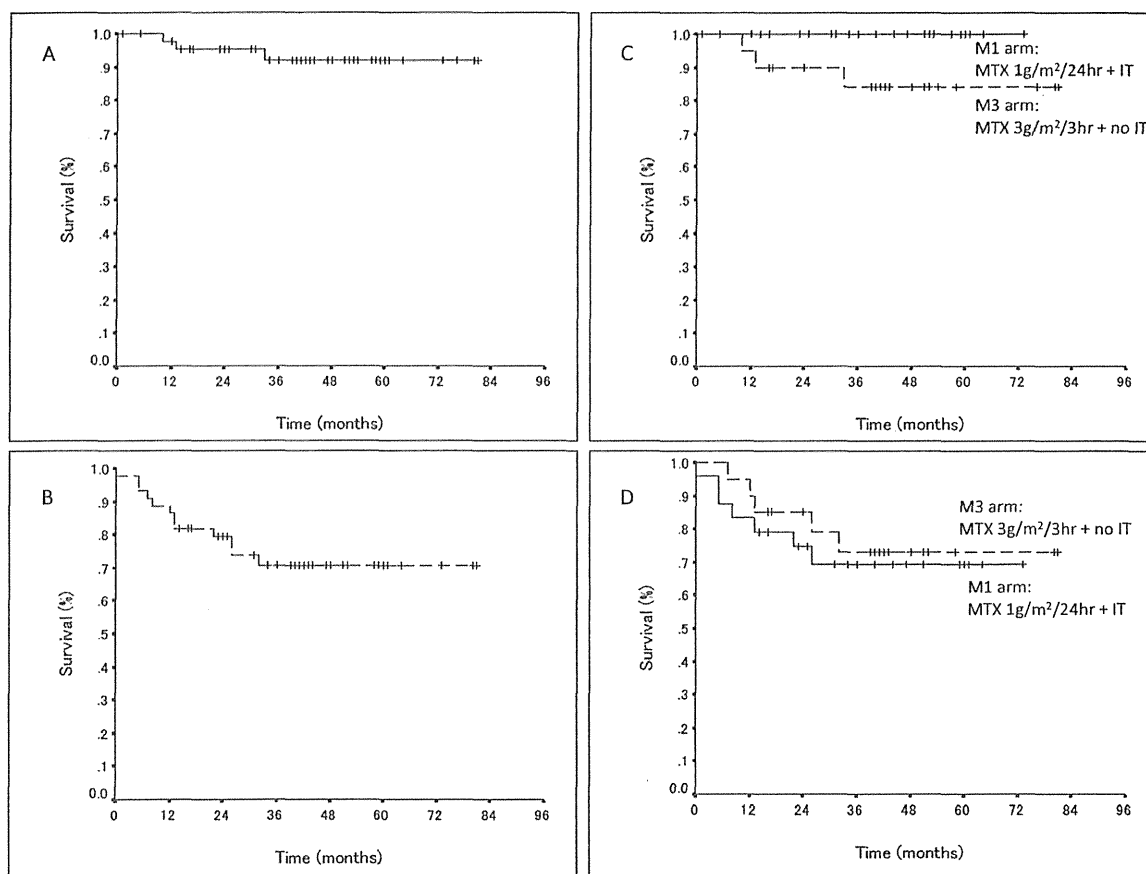 A
Survival (%)
1.0
.9
.8
.7
.6
.5
.4
.3
.2
.1
0.0
0 12 24 36 48 60 72 84 96
Time (months)
C
Survival (%)
1.0
.9
.8
.7
.6
.5
.4
.3
.2
.1
0.0
M1 arm:
MTX 1g/m²/24hr + IT
M3 arm:
MTX 3g/m²/3hr + no IT
0 12 24 36 48 60 72 84 96
Time (months)
B
Survival (%)
1.0
.9
.8
.7
.6
.5
.4
.3
.2
.1
0.0
0 12 24 36 48 60 72 84 96
Time (months)
D
Survival (%)
1.0
.9
.8
.7
.6
.5
.4
.3
.2
.1
0.0
M3 arm:
MTX 3g/m²/3hr + no IT
M1 arm:
MTX 1g/m²/24hr + IT
0 12 24 36 48 60 72 84 96
Time (months)